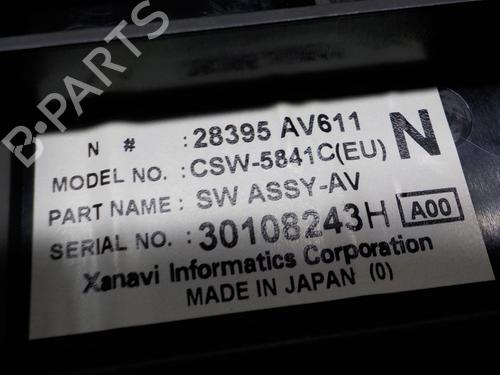 B-PARTS
N # : 28395 AV611
MODEL NO. : CSW-5841C(EU) N
PART NAME : SW ASSY-AV
SERIAL NO. : 30108243H A00
Xanavi Informatics Corporation
MADE IN JAPAN (0)